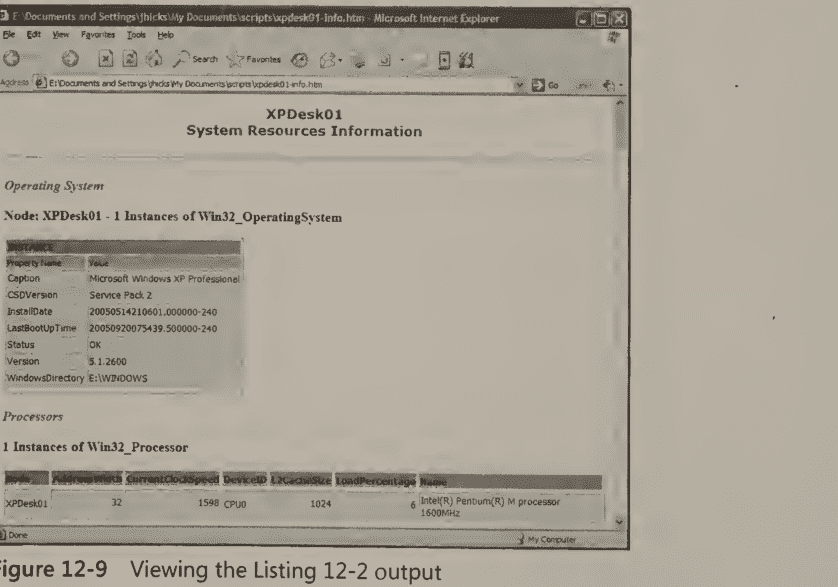 E:\Documents and Settings\jhicks\My Documents\scripts\xpdesk01-Info.htm - Microsoft Internet Explorer
File Edit View Favorites Tools Help
Search Favorites
Address E:\Documents and Settings\jhicks\My Documents\scripts\xpdesk01-info.htm Go
XPDesk01
System Resources Information
Operating System
Node: XPDesk01 - 1 Instances of Win32_OperatingSystem
INSTANCE
Property Name Value
Caption Microsoft Windows XP Professional
CSDVersion Service Pack 2
InstallDate 20050514210601.000000-240
LastBootUpTime 20050920075439.500000-240
Status OK
Version 5.1.2600
WindowsDirectory E:\WINDOWS
Processors
1 Instances of Win32_Processor
Node AddressWidth CurrentClockSpeed DeviceID L2CacheSize LoadPercentage Name
XPDesk01 32 1598 CPU0 1024 6 Intel(R) Pentium(R) M processor
1600MHz
Done My Computer
Figure 12-9 Viewing the Listing 12-2 output